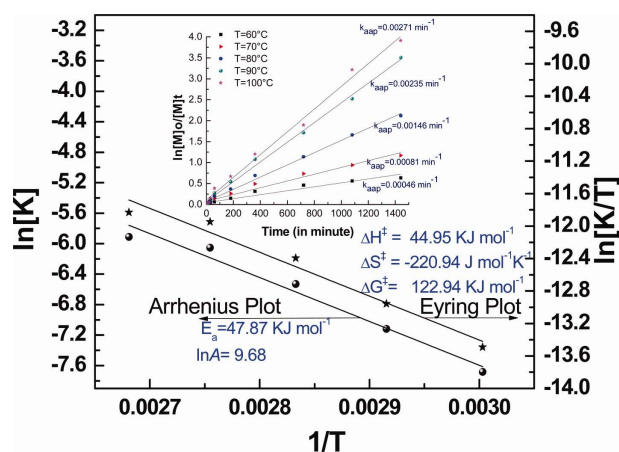 -3.2
-3.6
-4.0
-4.4
-4.8
-5.2
-5.6
-6.0
-6.4
-6.8
-7.2
-7.6
ln[K]
0.0027
0.0028
0.0029
0.0030
1/T
-9.6
-10.0
-10.4
-10.8
-11.2
-11.6
-12.0
-12.4
-12.8
-13.2
-13.6
-14.0
ln[K/T]
4.0
3.5
3.0
2.5
2.0
1.5
1.0
0.5
0.0
ln[M]o/[M]t
0 200 400 600 800 1000 1200 1400
Time (in minute)
T=60°C
T=70°C
T=80°C
T=90°C
T=100°C
kaap=0.00271 min⁻¹
kaap=0.00235 min⁻¹
kaap=0.00146 min⁻¹
kaap=0.00081 min⁻¹
kaap=0.00046 min⁻¹
ΔH‡ = 44.95 KJ mol⁻¹
ΔS‡ = -220.94 J mol⁻¹K⁻¹
ΔG‡= 122.94 KJ mol⁻¹
Arrhenius Plot
Eyring Plot
Ea=47.87 KJ mol⁻¹
lnA= 9.68